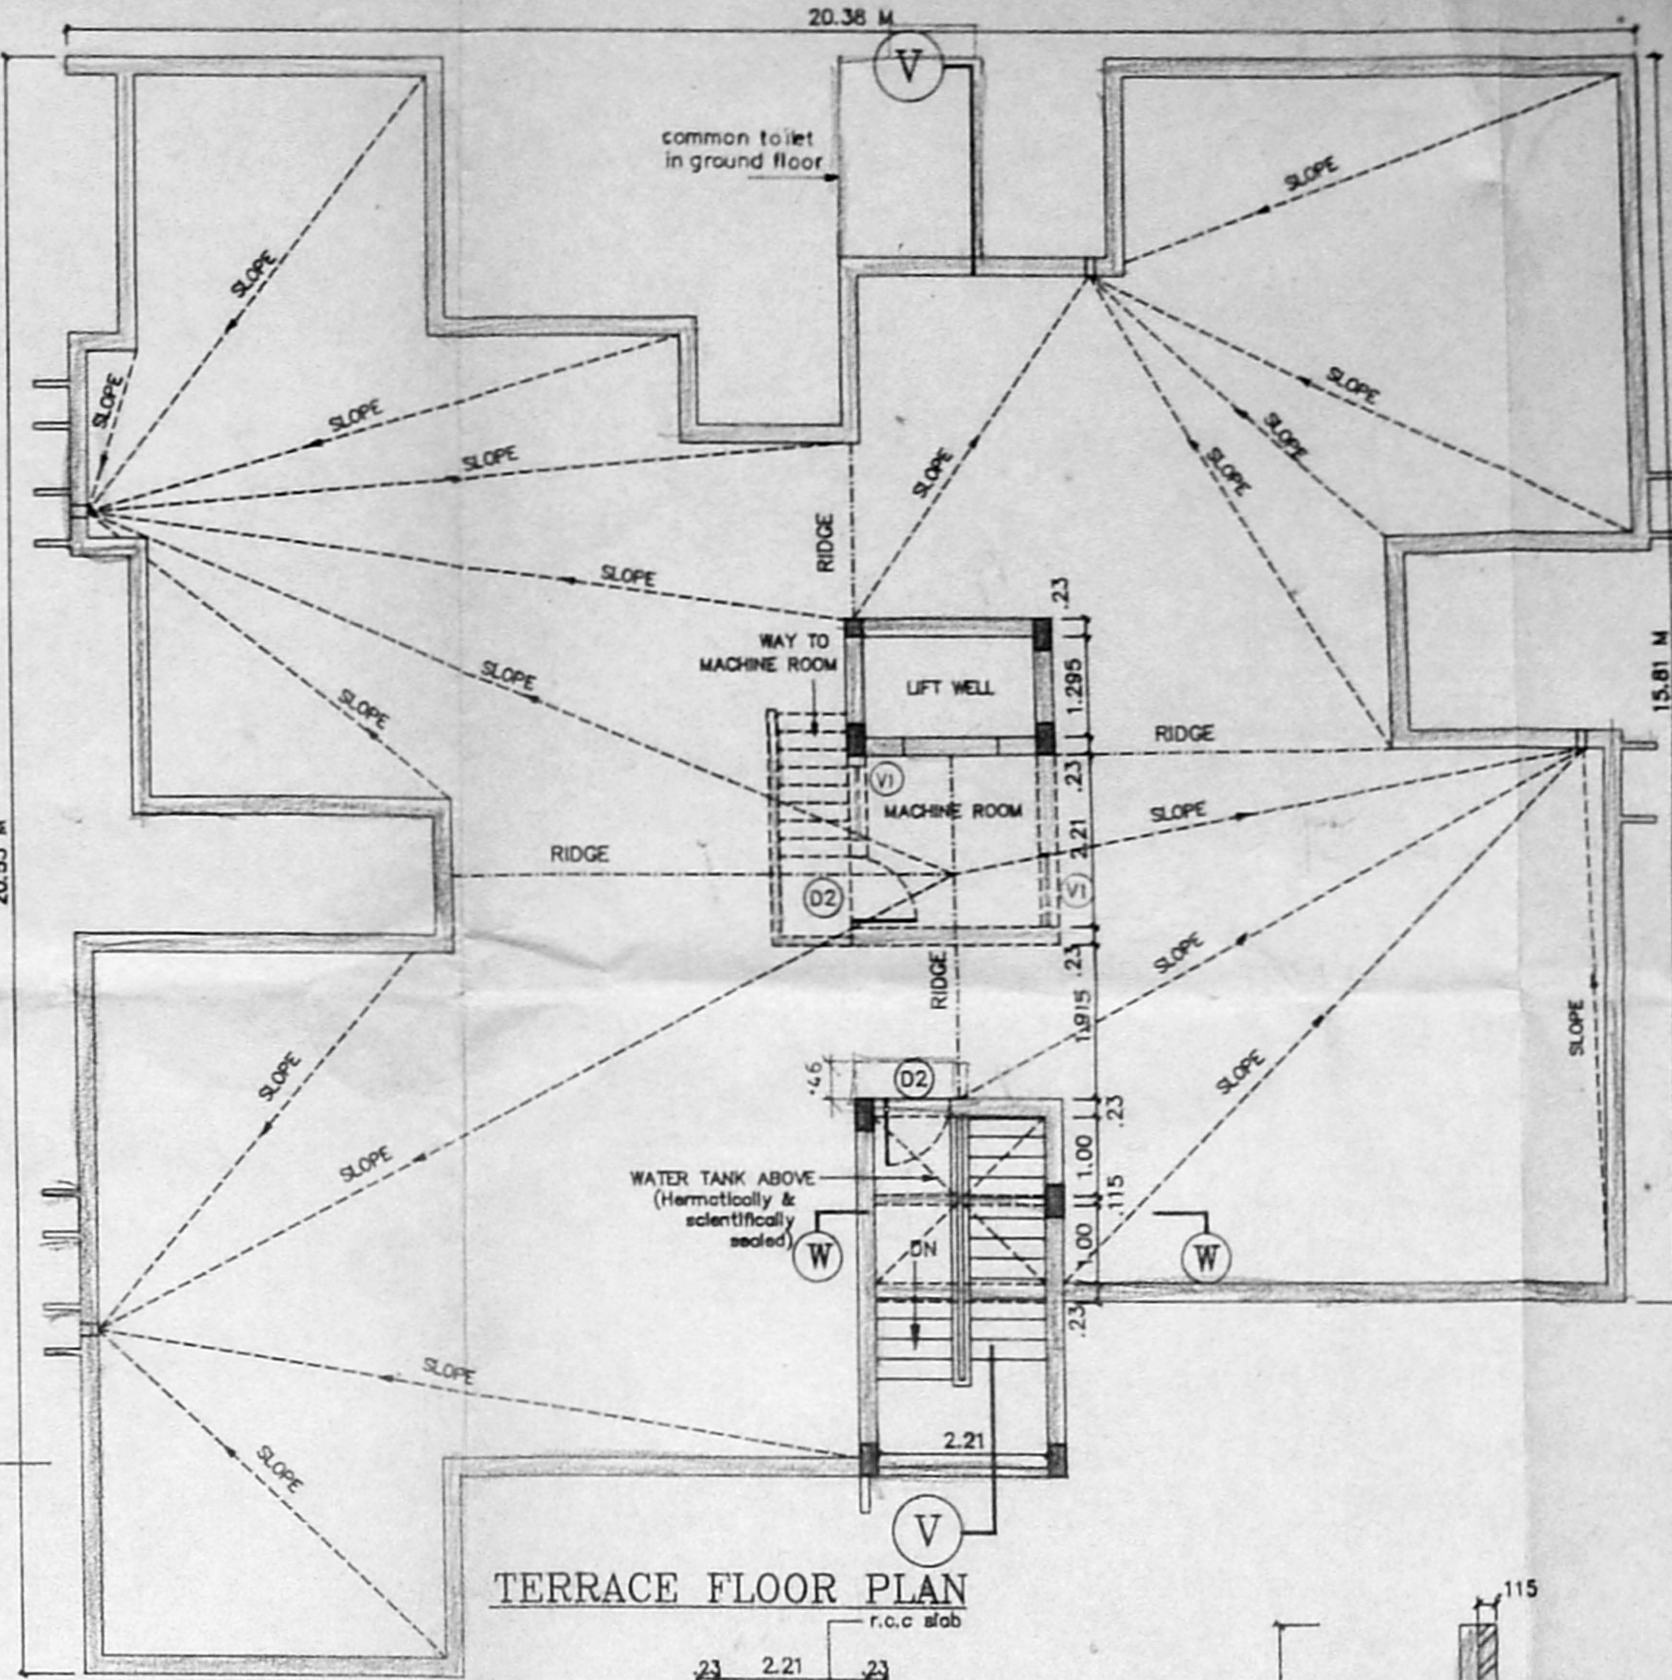 20.38 M
V
common toilet
in ground floor
SLOPE
SLOPE
SLOPE
SLOPE
SLOPE
SLOPE
SLOPE
SLOPE
SLOPE
SLOPE
RIDGE
SLOPE
.23
WAY TO
MACHINE ROOM
15.81 M
SLOPE
LIFT WELL
1.295
SLOPE
RIDGE
V1
.23
MACHINE ROOM
SLOPE
2.21
RIDGE
D2
V1
SLOPE
.23
RIDGE
1.915
SLOPE
SLOPE
.46
D2
SLOPE
.23
SLOPE
1.00
WATER TANK ABOVE
(Hermatically &
scientifically
sealed)
.115
W
DN
1.00
W
.23
SLOPE
2.21
SLOPE
V
TERRACE FLOOR PLAN
r.c.c slab
.115
.23 2.21 .23